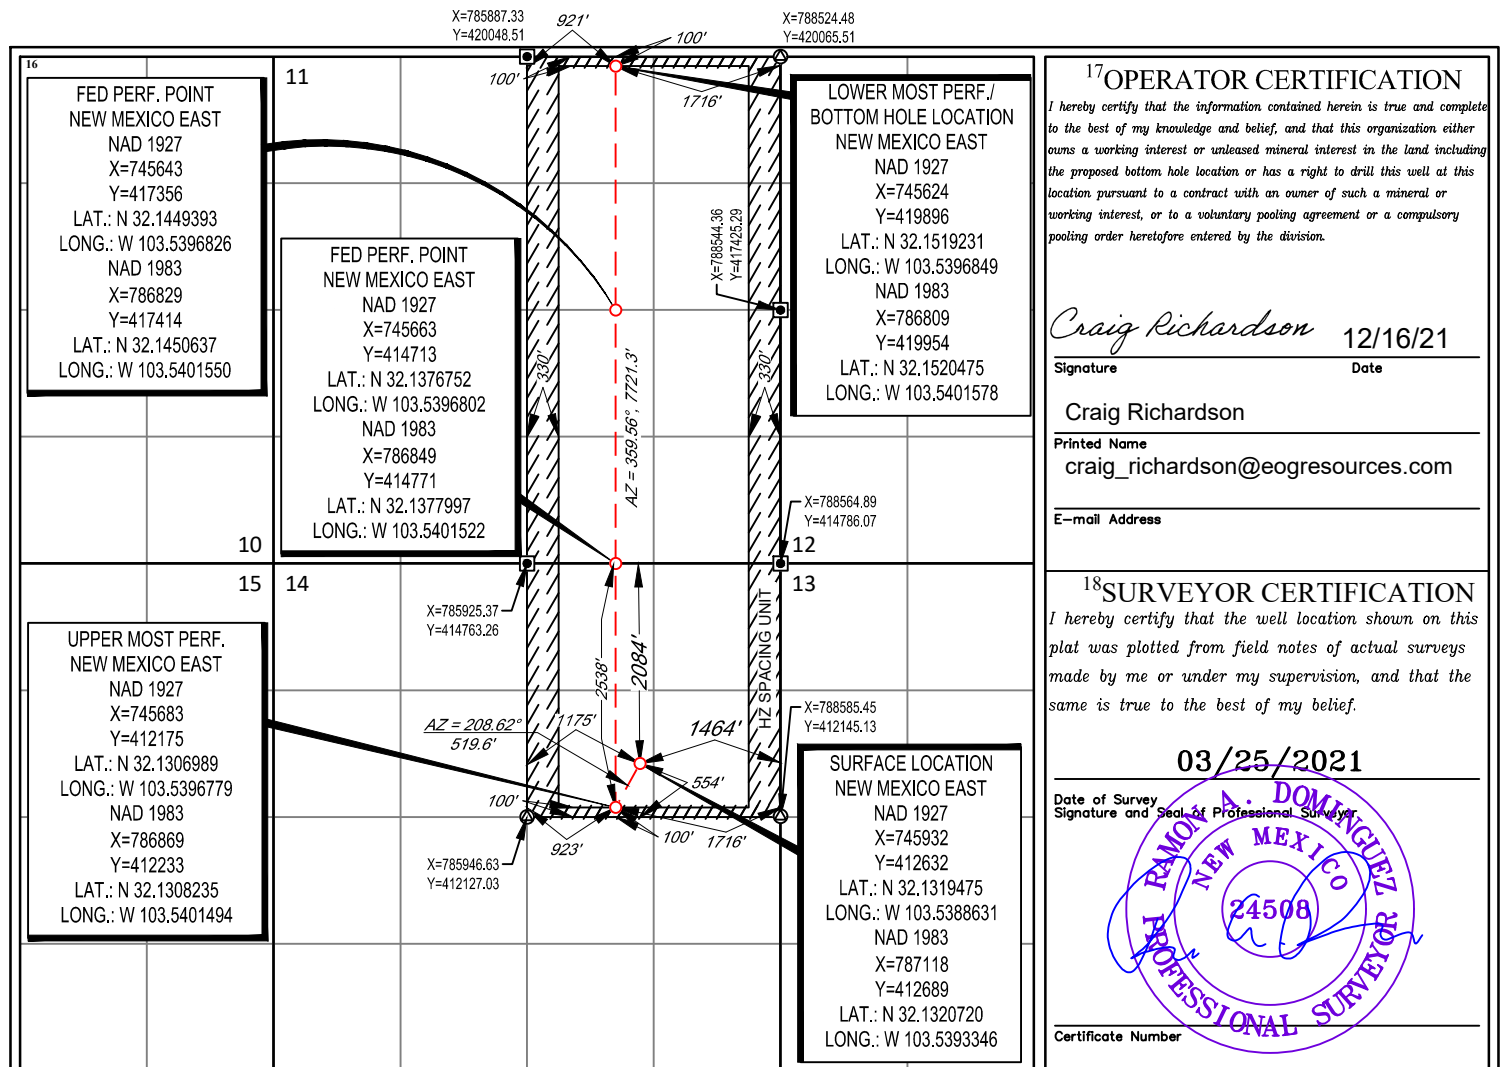 X=785887.33
Y=420048.51
921'
100'
X=788524.48
Y=420065.51
16
11
100'
1716'
FED PERF. POINT
NEW MEXICO EAST
NAD 1927
X=745643
Y=417356
LAT.: N 32.1449393
LONG.: W 103.5396826
NAD 1983
X=786829
Y=417414
LAT.: N 32.1450637
LONG.: W 103.5401550
FED PERF. POINT
NEW MEXICO EAST
NAD 1927
X=745663
Y=414713
LAT.: N 32.1376752
LONG.: W 103.5396802
NAD 1983
X=786849
Y=414771
LAT.: N 32.1377997
LONG.: W 103.5401522
LOWER MOST PERF./
BOTTOM HOLE LOCATION
NEW MEXICO EAST
NAD 1927
X=745624
Y=419896
LAT.: N 32.1519231
LONG.: W 103.5396849
NAD 1983
X=786809
Y=419954
LAT.: N 32.1520475
LONG.: W 103.5401578
X=788544.36
Y=417425.29
330'
AZ = 359.56°, 7721.3'
330'
X=788564.89
Y=414786.07
10
12
15
14
13
X=785925.37
Y=414763.26
UPPER MOST PERF.
NEW MEXICO EAST
NAD 1927
X=745683
Y=412175
LAT.: N 32.1306989
LONG.: W 103.5396779
NAD 1983
X=786869
Y=412233
LAT.: N 32.1308235
LONG.: W 103.5401494
2538'
2084'
HZ SPACING UNIT
X=788585.45
Y=412145.13
AZ = 208.62°
519.6'
1175'
1464'
554'
100'
923'
100'
1716'
X=785946.63
Y=412127.03
SURFACE LOCATION
NEW MEXICO EAST
NAD 1927
X=745932
Y=412632
LAT.: N 32.1319475
LONG.: W 103.5388631
NAD 1983
X=787118
Y=412689
LAT.: N 32.1320720
LONG.: W 103.5393346
17 OPERATOR CERTIFICATION
I hereby certify that the information contained herein is true and complete
to the best of my knowledge and belief, and that this organization either
owns a working interest or unleased mineral interest in the land including
the proposed bottom hole location or has a right to drill this well at this
location pursuant to a contract with an owner of such a mineral or
working interest, or to a voluntary pooling agreement or a compulsory
pooling order heretofore entered by the division.
Craig Richardson 12/16/21
Signature Date
Craig Richardson
Printed Name
craig_richardson@eogresources.com
E-mail Address
18 SURVEYOR CERTIFICATION
I hereby certify that the well location shown on this
plat was plotted from field notes of actual surveys
made by me or under my supervision, and that the
same is true to the best of my belief.
03/25/2021
Date of Survey
Signature and Seal of Professional Surveyor
RAMON A. DOMINGUEZ
NEW MEXICO
24508
PROFESSIONAL SURVEYOR
Certificate Number